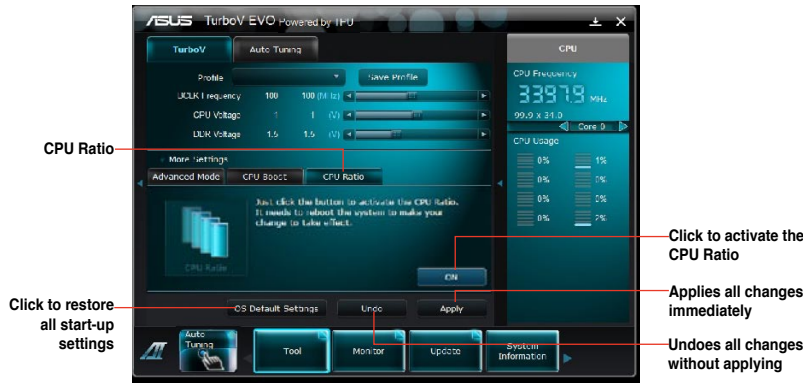 ASUS TurboV EVO Powered by TPU
TurboV
Auto Tuning
Profile
Save Profile
BCLK Frequency 100 100 (MHz)
CPU Voltage 1 1 (V)
DDR Voltage 1.5 1.5 (V)
More Settings
Advanced Mode
CPU Boost
CPU Ratio
Just click the button to activate the CPU Ratio.
It needs to reboot the system to make your
change to take effect.
CPU Ratio
ON
OS Default Settings
Undo
Apply
CPU
CPU Frequency
3397.9 MHz
99.9 x 34.0
Core 0
CPU Usage
0% 1%
0% 0%
0% 0%
0% 2%
Auto
Tuning
Tool
Monitor
Update
System
Information
CPU Ratio
Click to restore
all start-up
settings
Click to activate the
CPU Ratio
Applies all changes
immediately
Undoes all changes
without applying